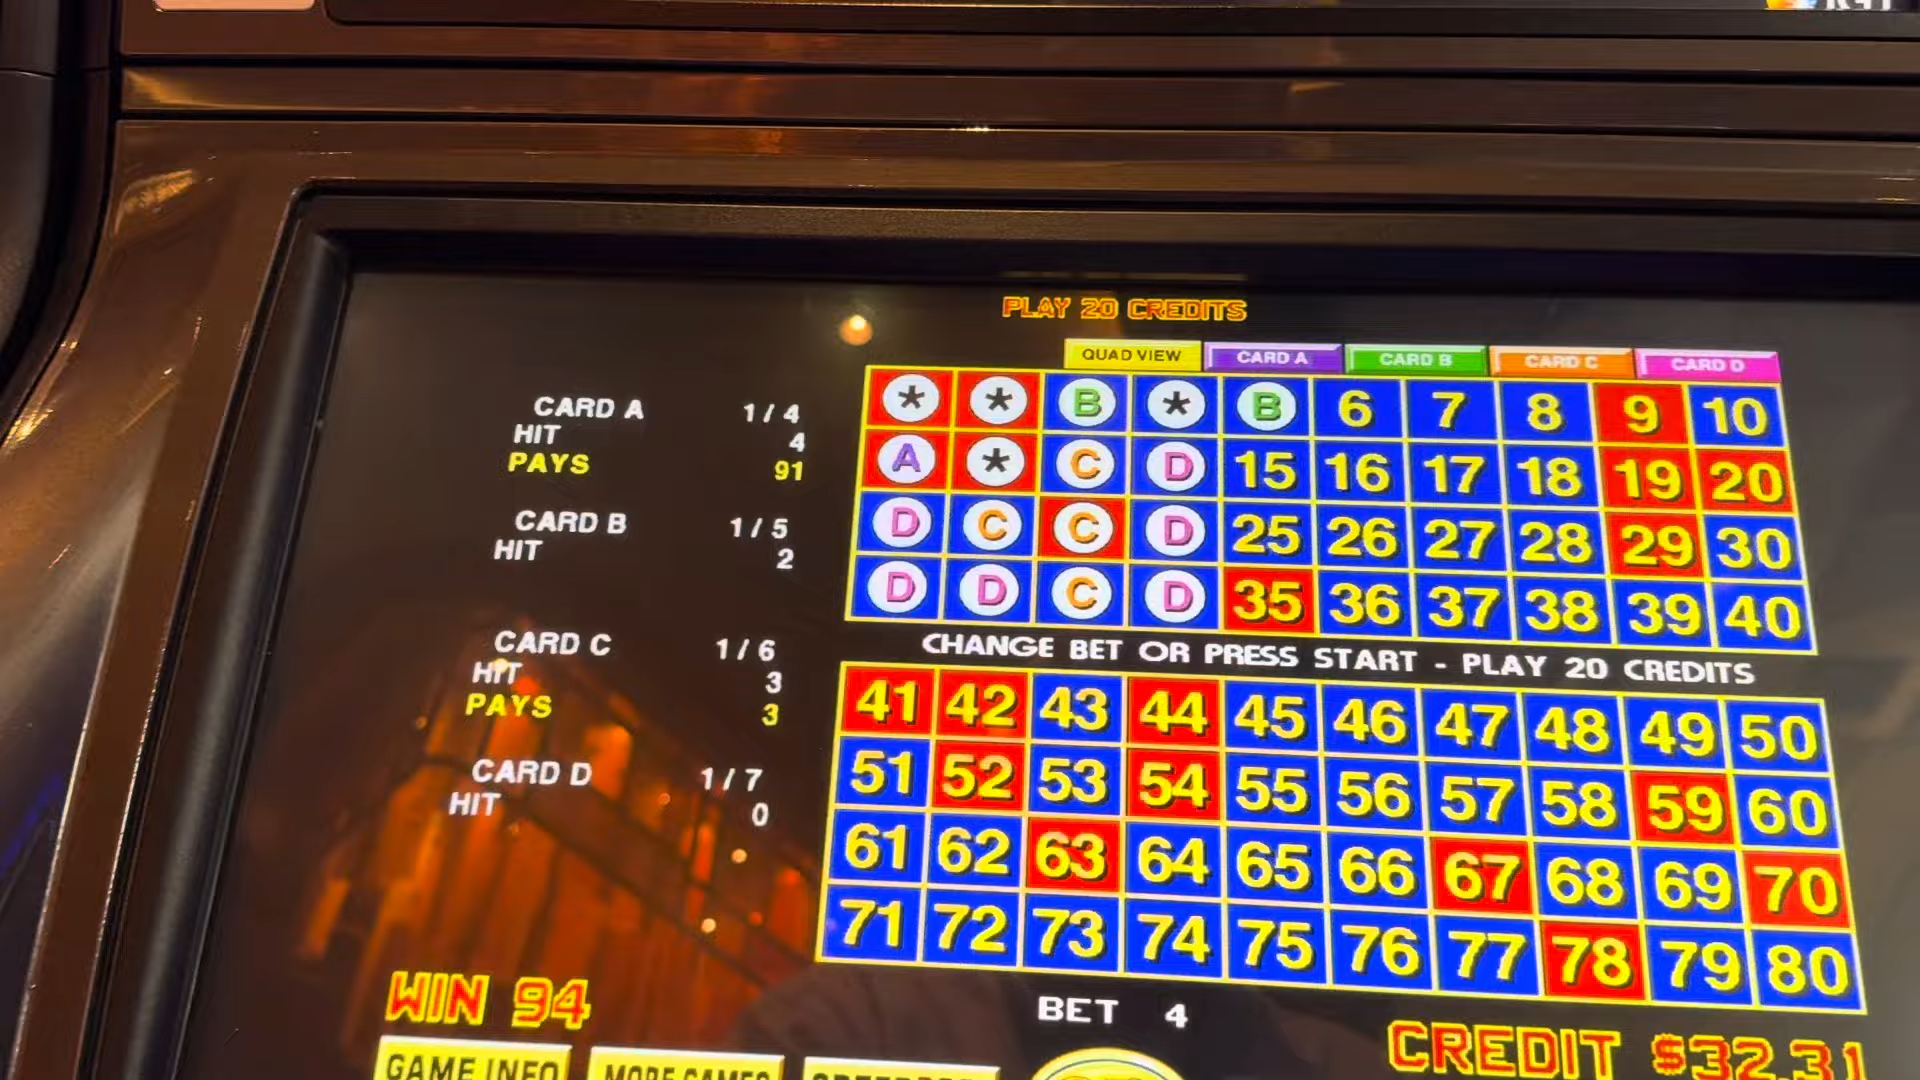 PLAY 20 CREDITS
QUAD VIEW CARD A CARD B CARD C CARD D
CARD A 1/4
HIT 4
PAYS 91
CARD B 1/5
HIT 2
CARD C 1/6
HIT 3
PAYS 3
CARD D 1/7
HIT 0
* * B * B 6 7 8 9 10
A * C D 15 16 17 18 19 20
D C C D 25 26 27 28 29 30
D D C D 35 36 37 38 39 40
CHANGE BET OR PRESS START - PLAY 20 CREDITS
41 42 43 44 45 46 47 48 49 50
51 52 53 54 55 56 57 58 59 60
61 62 63 64 65 66 67 68 69 70
71 72 73 74 75 76 77 78 79 80
WIN 94
BET 4
CREDIT $32.31
GAME INFO MORE GAMES